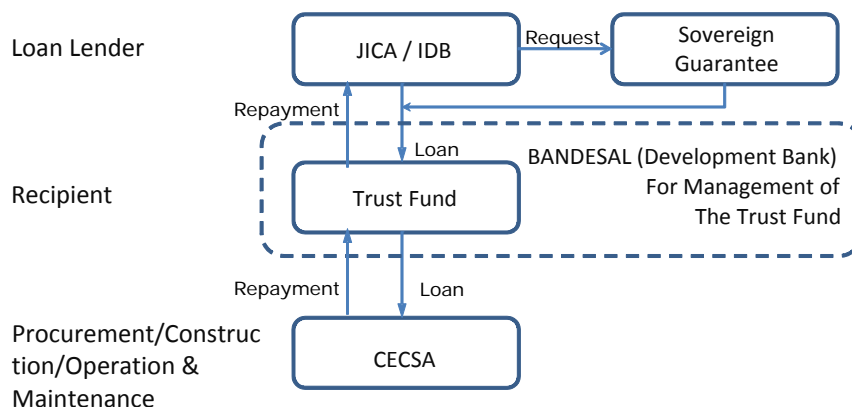 Loan Lender
JICA / IDB
Request
Sovereign
Guarantee
Repayment
Loan
BANDESAL (Development Bank)
For Management of
The Trust Fund
Recipient
Trust Fund
Repayment
Loan
Procurement/Construc
tion/Operation &
Maintenance
CECSA